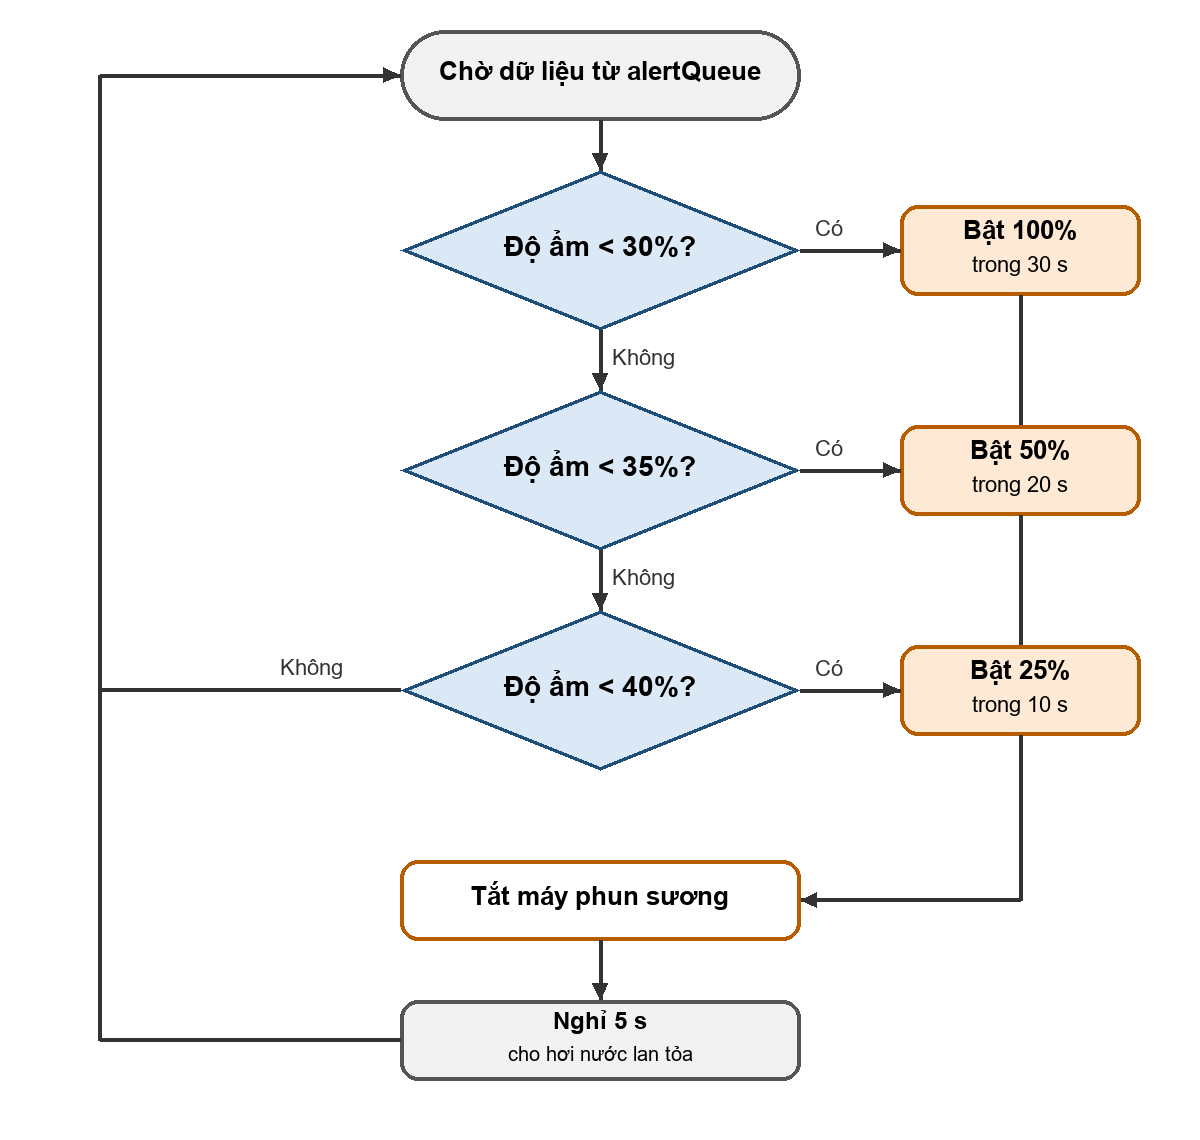 Chờ dữ liệu từ alertQueue
Độ ẩm < 30%?
Có
Bật 100%
trong 30 s
Không
Độ ẩm < 35%?
Có
Bật 50%
trong 20 s
Không
Độ ẩm < 40%?
Có
Bật 25%
trong 10 s
Không
Tắt máy phun sương
Nghỉ 5 s
cho hơi nước lan tỏa